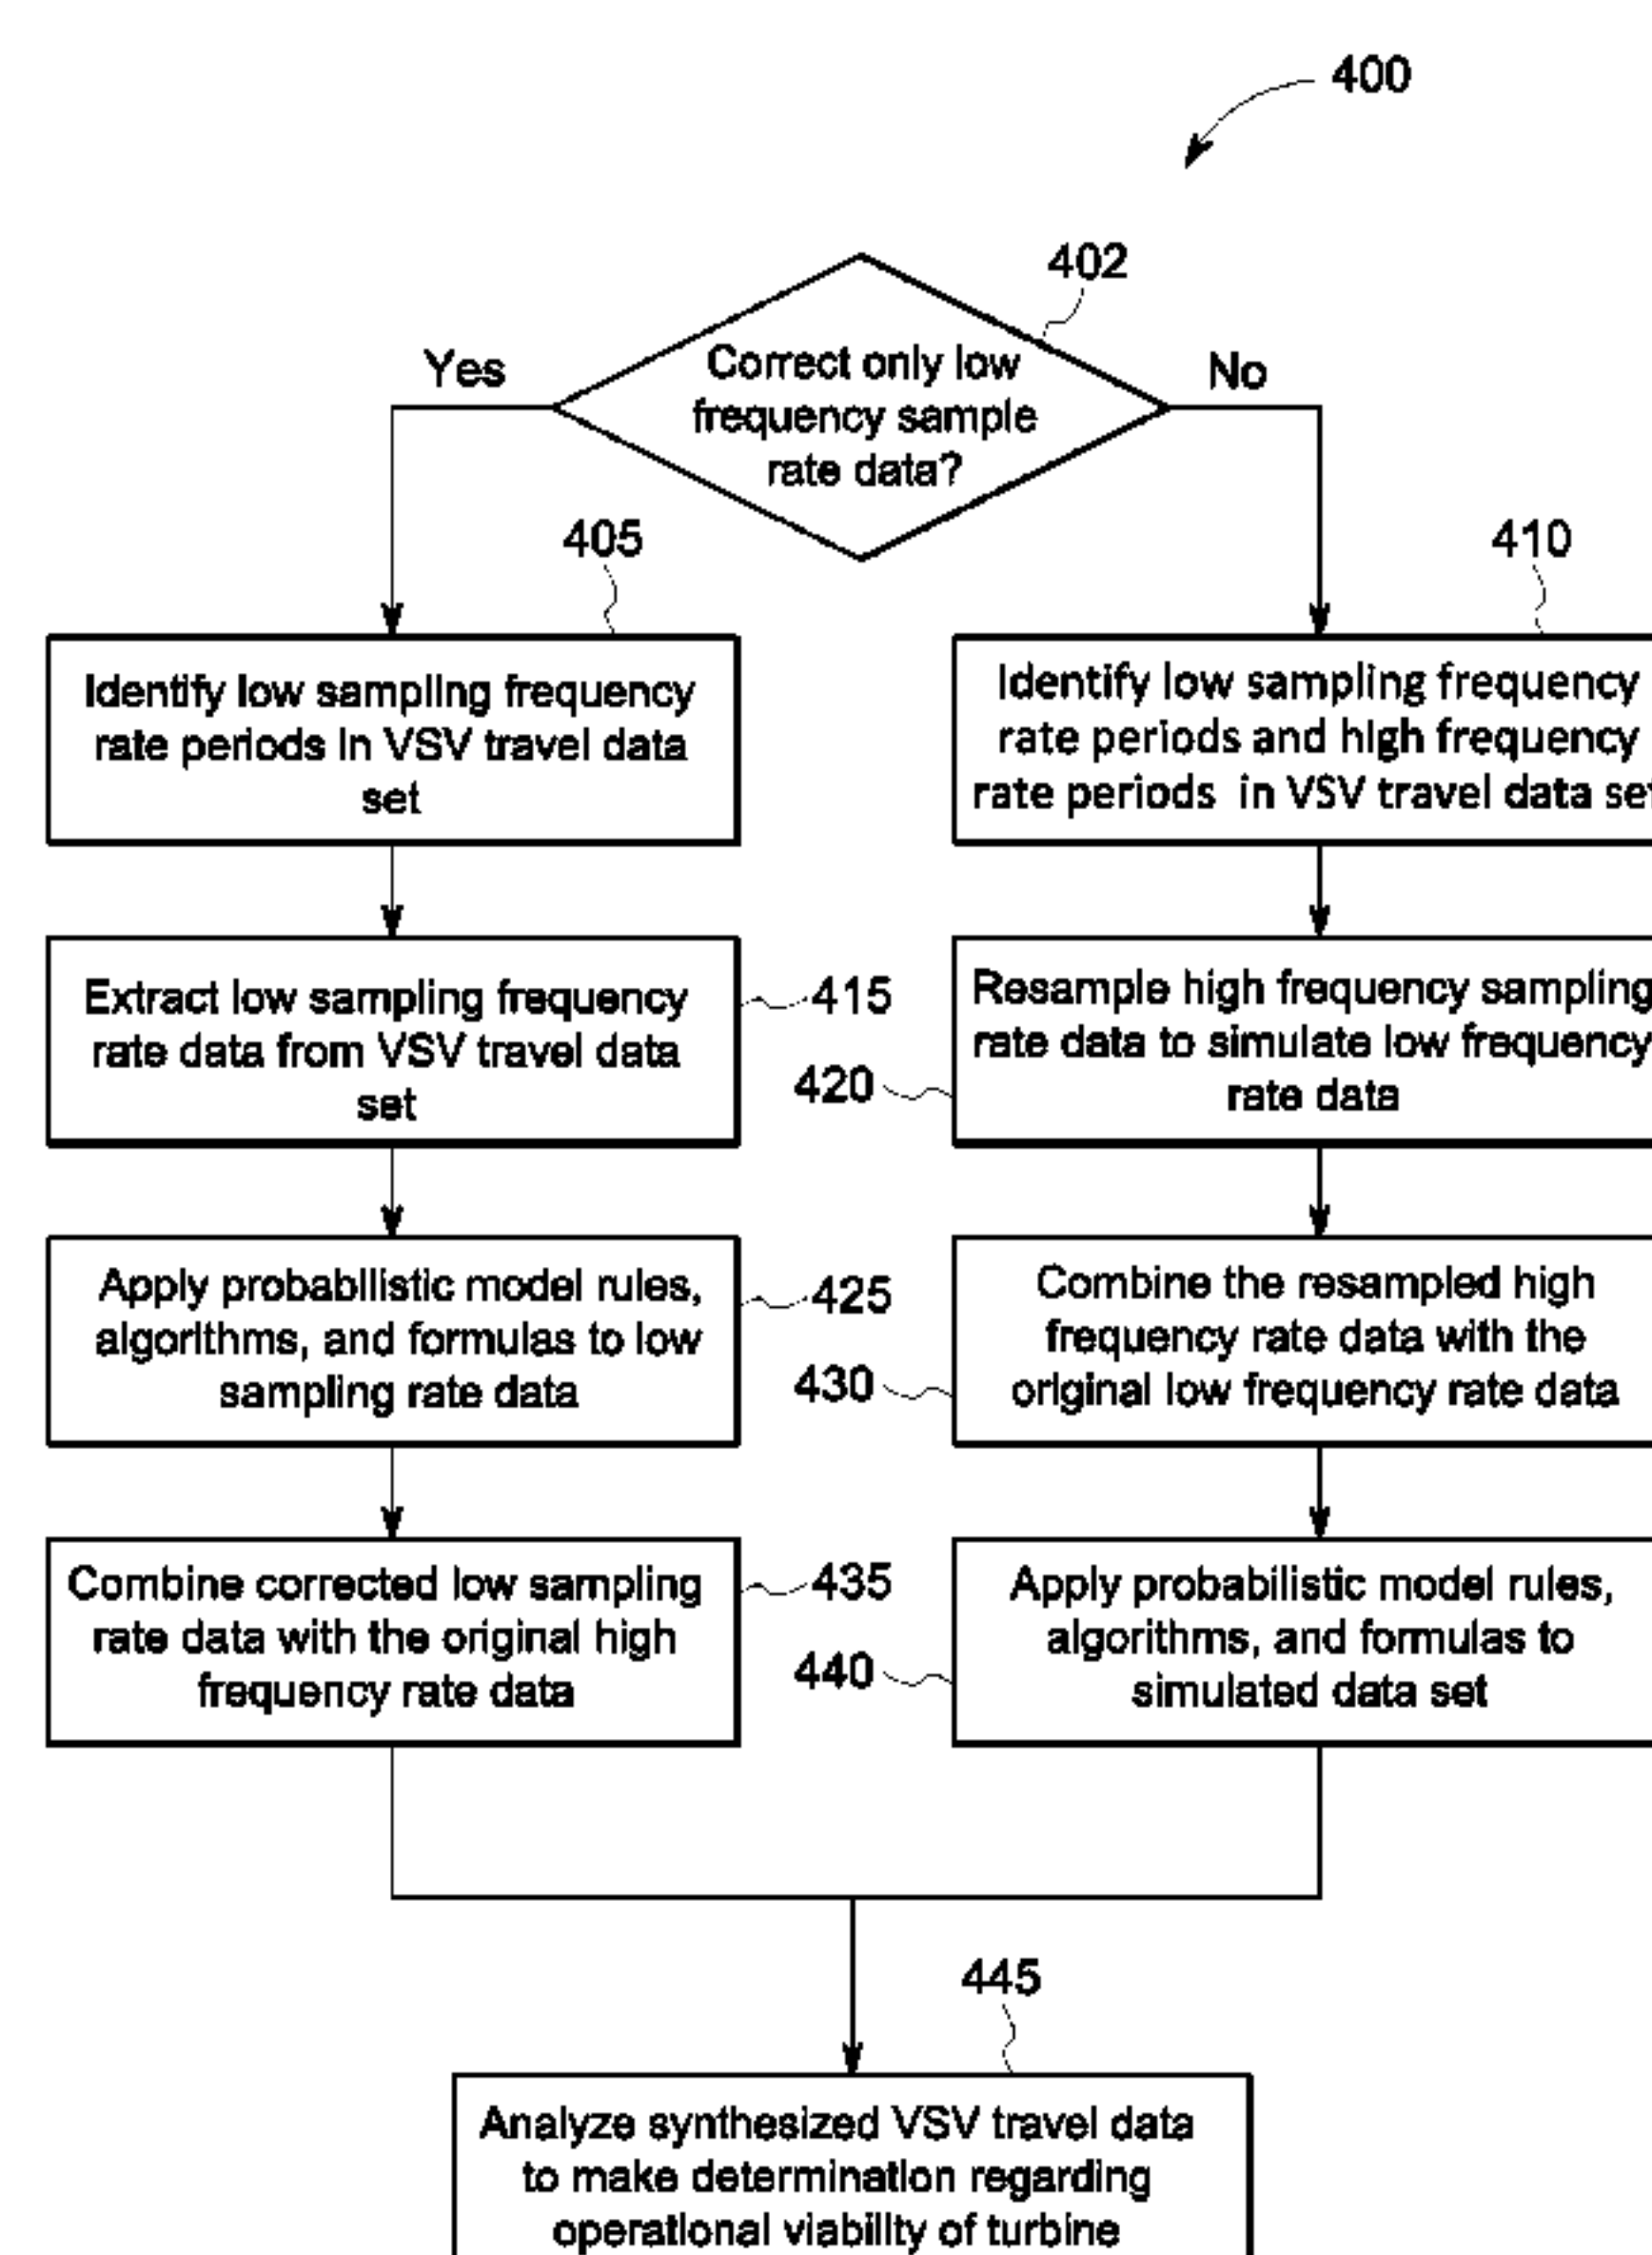 400
402
Correct only low
frequency sample
rate data?
Yes
No
405
Identify low sampling frequency
rate periods in VSV travel data
set
410
Identify low sampling frequency
rate periods and high frequency
rate periods in VSV travel data set
Extract low sampling frequency
rate data from VSV travel data
set
415
420
Resample high frequency sampling
rate data to simulate low frequency
rate data
Apply probabilistic model rules,
algorithms, and formulas to low
sampling rate data
425
430
Combine the resampled high
frequency rate data with the
original low frequency rate data
Combine corrected low sampling
rate data with the original high
frequency rate data
435
440
Apply probabilistic model rules,
algorithms, and formulas to
simulated data set
445
Analyze synthesized VSV travel data
to make determination regarding
operational viability of turbine